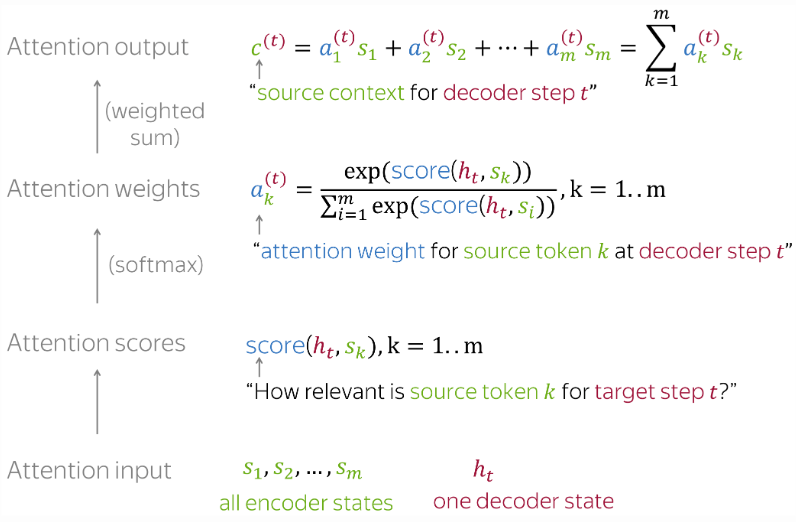 Attention output
c^(t) = a_1^(t) s_1 + a_2^(t) s_2 + ⋯ + a_m^(t) s_m = ∑_{k=1}^{m} a_k^(t) s_k
"source context for decoder step t"
(weighted
sum)
Attention weights
a_k^(t) = exp(score(h_t, s_k)) / ∑_{i=1}^{m} exp(score(h_t, s_i)), k = 1..m
"attention weight for source token k at decoder step t"
(softmax)
Attention scores
score(h_t, s_k), k = 1..m
"How relevant is source token k for target step t?"
Attention input
s_1, s_2, …, s_m
h_t
all encoder states
one decoder state